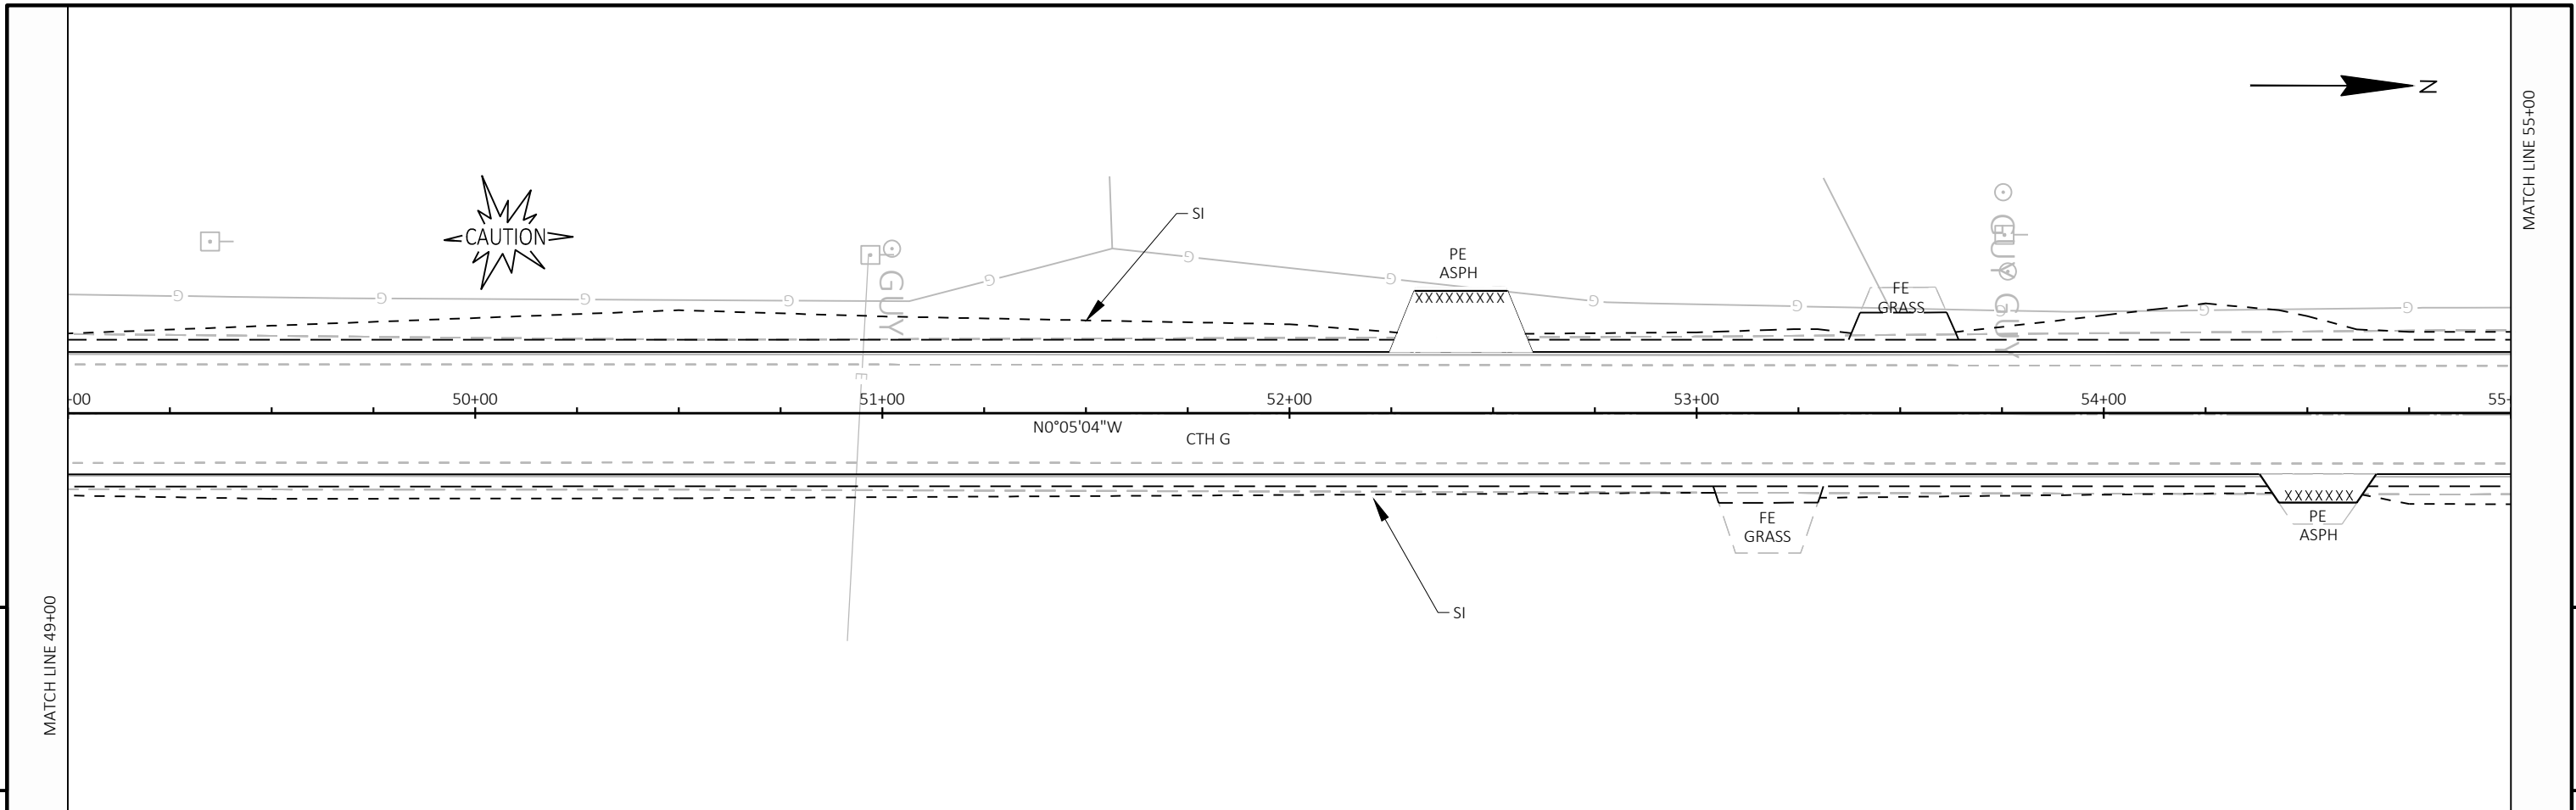 N
MATCH LINE 55+00
CAUTION
SI
GUY
GUY
GUY
PE
ASPH
XXXXXXXXX
FE
GRASS
G
G
G
G
G
G
G
G
G
G
G
G
E
-00
50+00
51+00
52+00
53+00
54+00
55-
N0°05'04"W
CTH G
XXXXXXX
FE
GRASS
PE
ASPH
SI
MATCH LINE 49+00